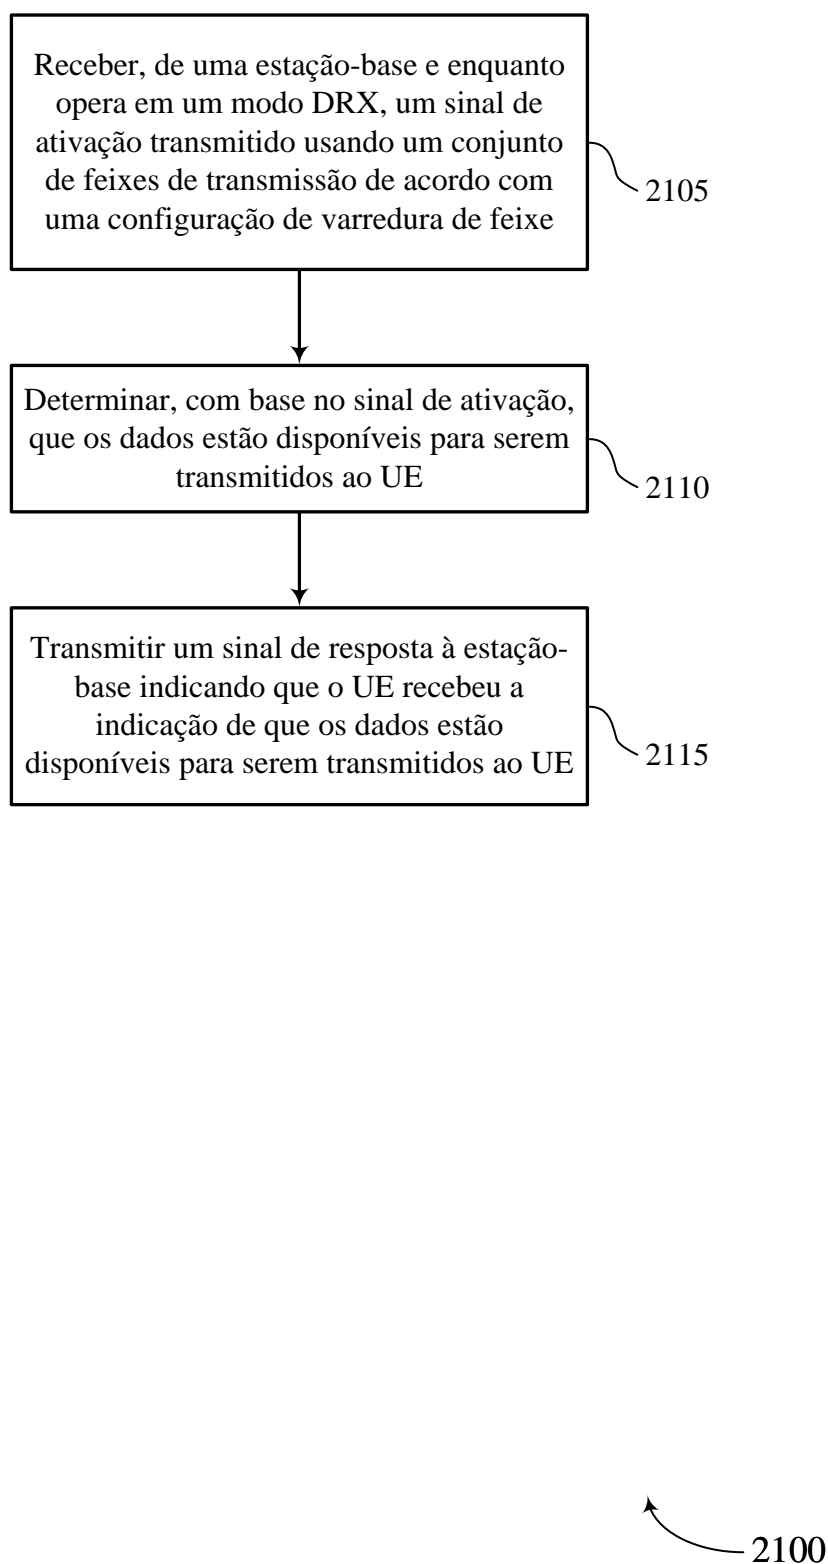 Receber, de uma estação-base e enquanto
opera em um modo DRX, um sinal de
ativação transmitido usando um conjunto
de feixes de transmissão de acordo com
uma configuração de varredura de feixe
2105
Determinar, com base no sinal de ativação,
que os dados estão disponíveis para serem
transmitidos ao UE
2110
Transmitir um sinal de resposta à estação-
base indicando que o UE recebeu a
indicação de que os dados estão
disponíveis para serem transmitidos ao UE
2115
2100